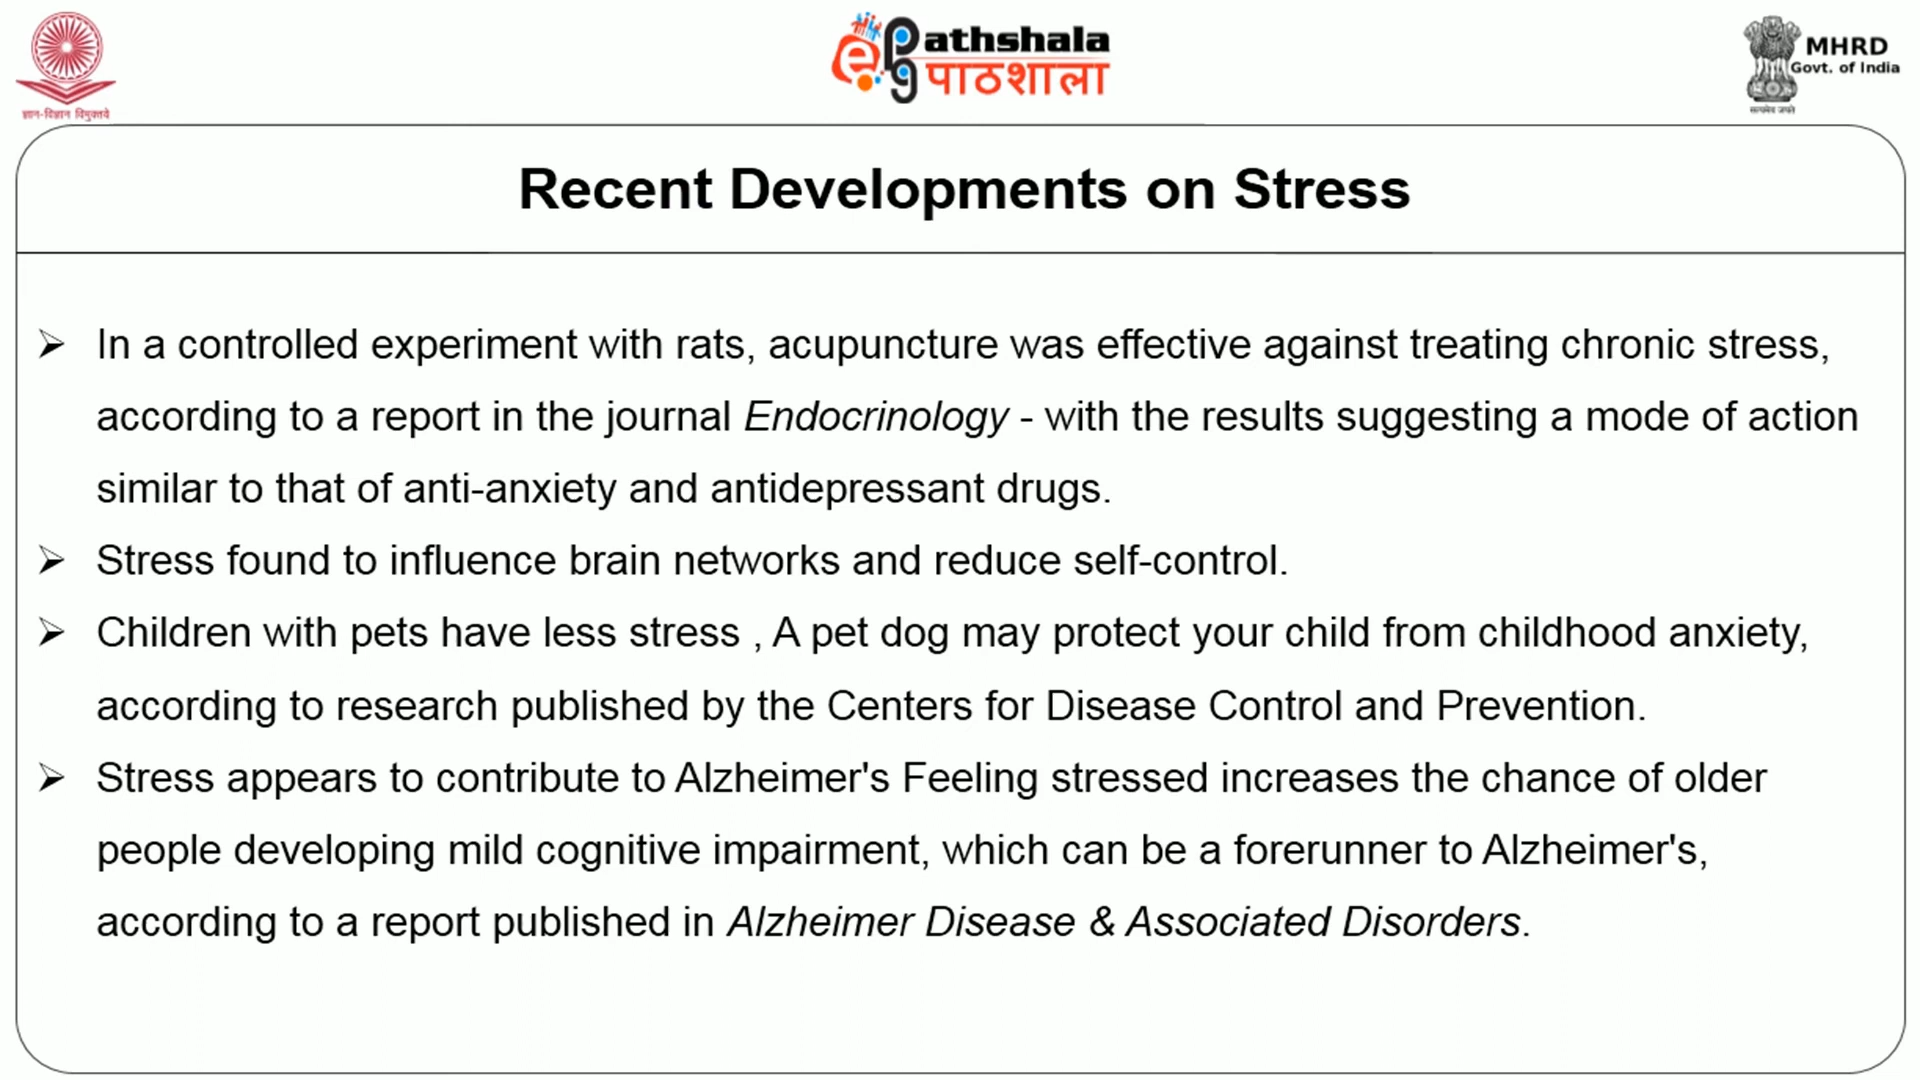 ज्ञान-विज्ञान विमुक्तये
e pg Pathshala
पाठशाला
MHRD
Govt. of India
सत्यमेव जयते
Recent Developments on Stress
➢ In a controlled experiment with rats, acupuncture was effective against treating chronic stress,
according to a report in the journal Endocrinology - with the results suggesting a mode of action
similar to that of anti-anxiety and antidepressant drugs.
➢ Stress found to influence brain networks and reduce self-control.
➢ Children with pets have less stress , A pet dog may protect your child from childhood anxiety,
according to research published by the Centers for Disease Control and Prevention.
➢ Stress appears to contribute to Alzheimer's Feeling stressed increases the chance of older
people developing mild cognitive impairment, which can be a forerunner to Alzheimer's,
according to a report published in Alzheimer Disease & Associated Disorders.